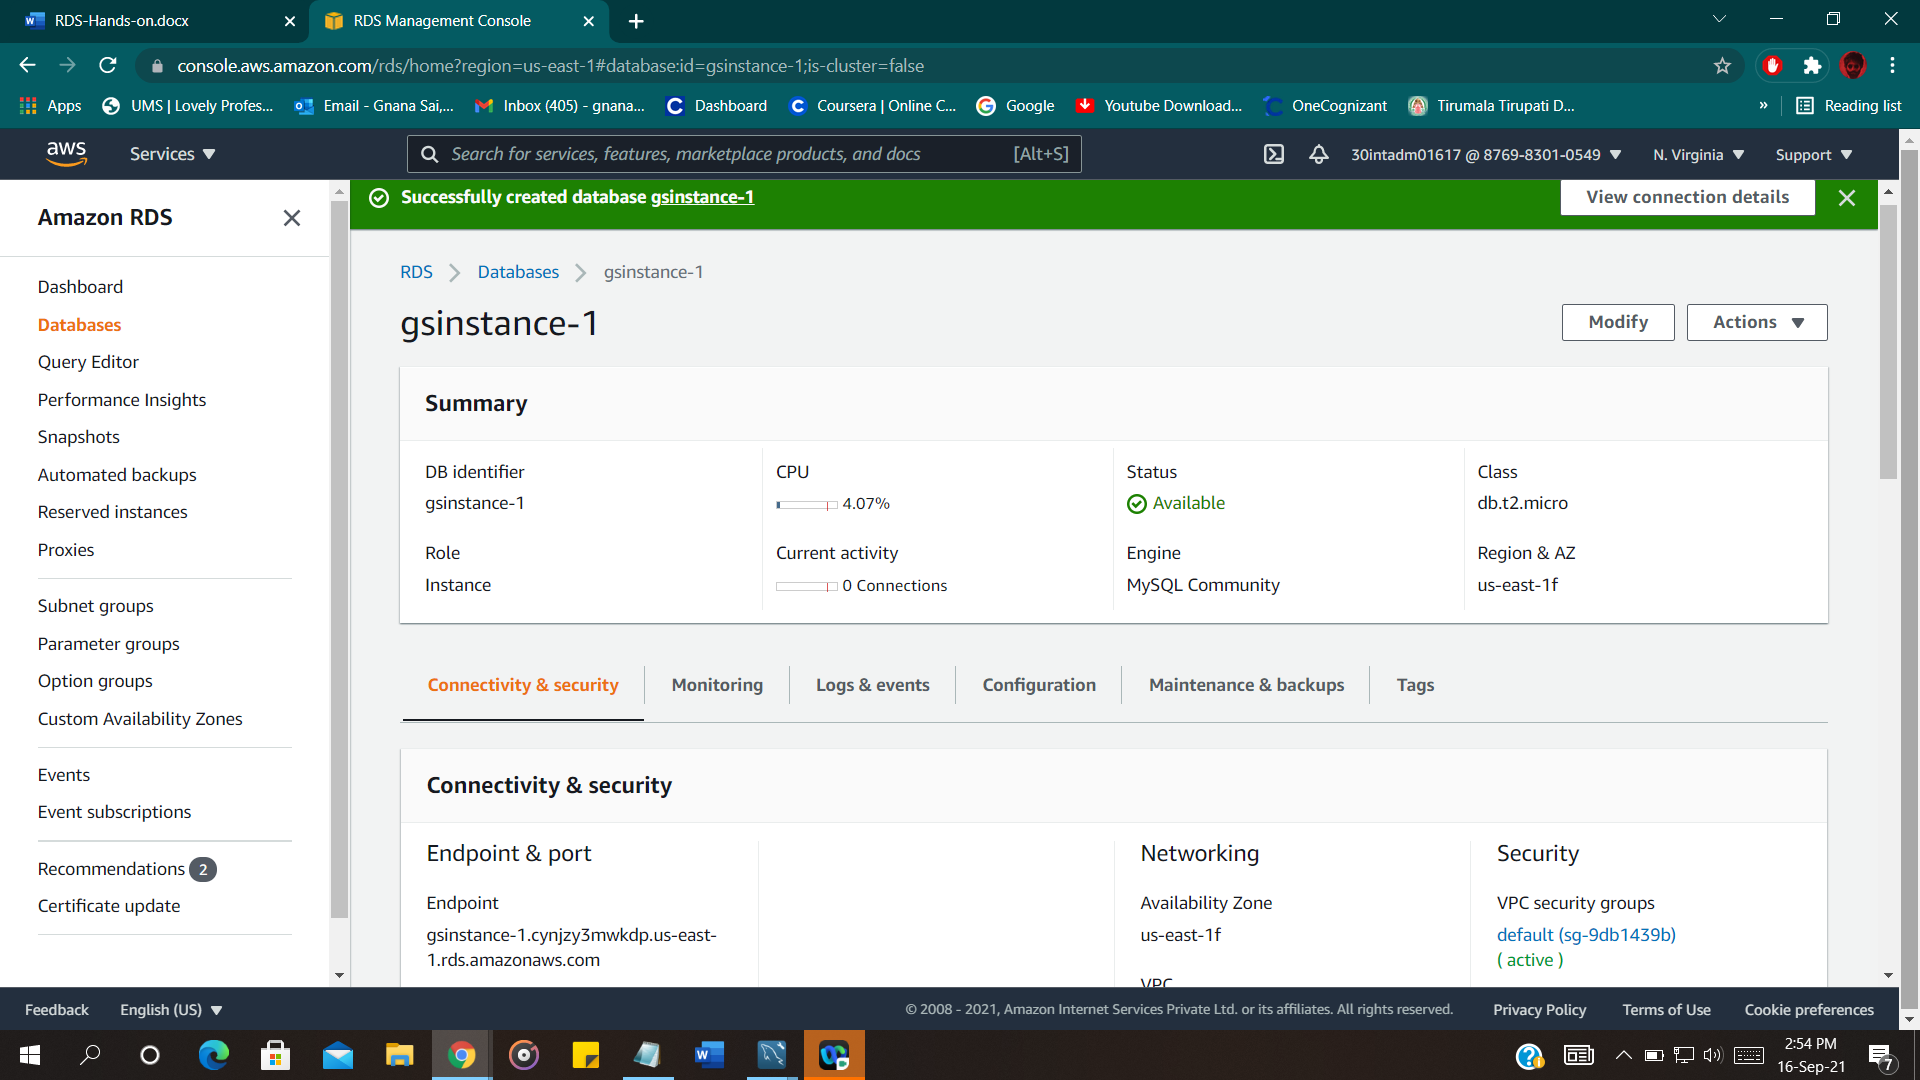 RDS-Hands-on.docx
RDS Management Console
console.aws.amazon.com/rds/home?region=us-east-1#database:id=gsinstance-1;is-cluster=false
Apps
UMS | Lovely Profes...
Email - Gnana Sai,...
Inbox (405) - gnana...
Dashboard
Coursera | Online C...
Google
Youtube Download...
OneCognizant
Tirumala Tirupati D...
»
Reading list
aws
Services
Search for services, features, marketplace products, and docs
[Alt+S]
30intadm01617 @ 8769-8301-0549
N. Virginia
Support
Amazon RDS
Dashboard
Databases
Query Editor
Performance Insights
Snapshots
Automated backups
Reserved instances
Proxies
Subnet groups
Parameter groups
Option groups
Custom Availability Zones
Events
Event subscriptions
Recommendations 2
Certificate update
Successfully created database gsinstance-1
View connection details
RDS
Databases
gsinstance-1
gsinstance-1
Modify
Actions
Summary
DB identifier
gsinstance-1
CPU
4.07%
Status
Available
Class
db.t2.micro
Role
Instance
Current activity
0 Connections
Engine
MySQL Community
Region & AZ
us-east-1f
Connectivity & security
Monitoring
Logs & events
Configuration
Maintenance & backups
Tags
Connectivity & security
Endpoint & port
Endpoint
gsinstance-1.cynjzy3mwkdp.us-east-
1.rds.amazonaws.com
Networking
Availability Zone
us-east-1f
VPC
Security
VPC security groups
default (sg-9db1439b)
( active )
Feedback
English (US)
© 2008 - 2021, Amazon Internet Services Private Ltd. or its affiliates. All rights reserved.
Privacy Policy
Terms of Use
Cookie preferences
2:54 PM
16-Sep-21
7